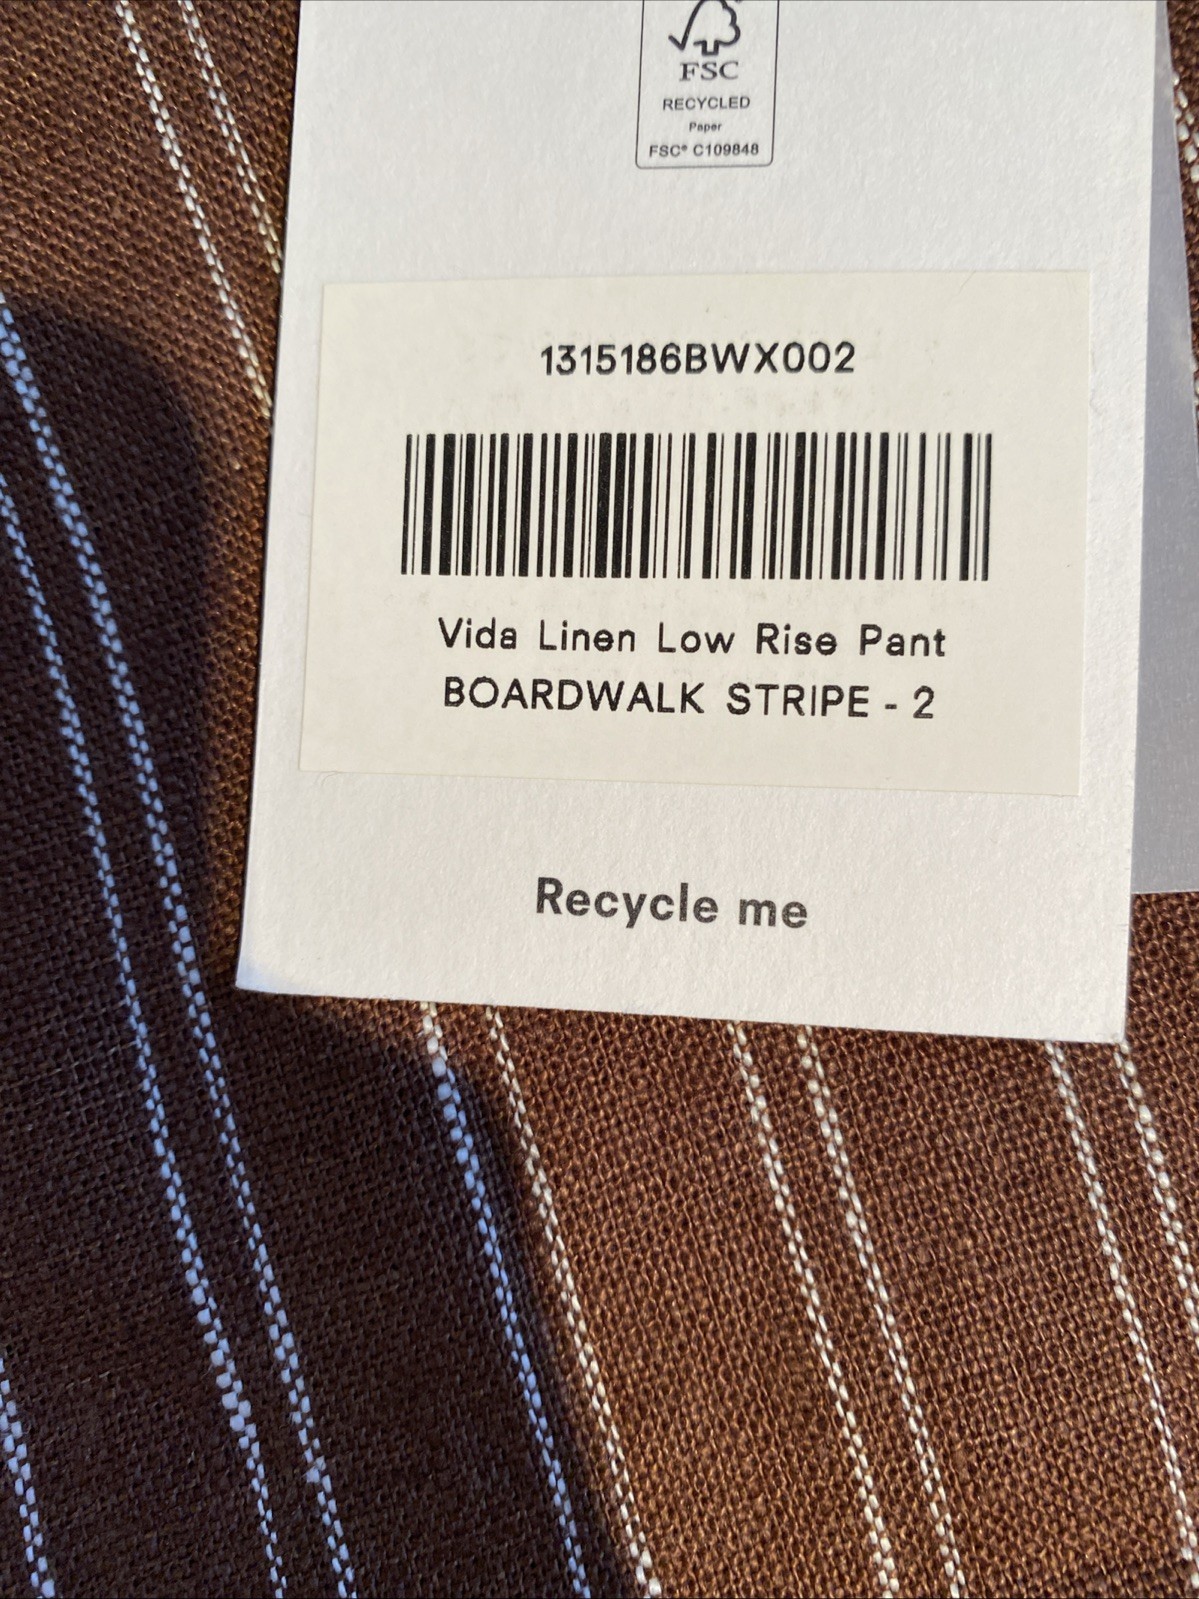 FSC
RECYCLED
Paper
FSC® C109848
1315186BWX002
Vida Linen Low Rise Pant
BOARDWALK STRIPE - 2
Recycle me